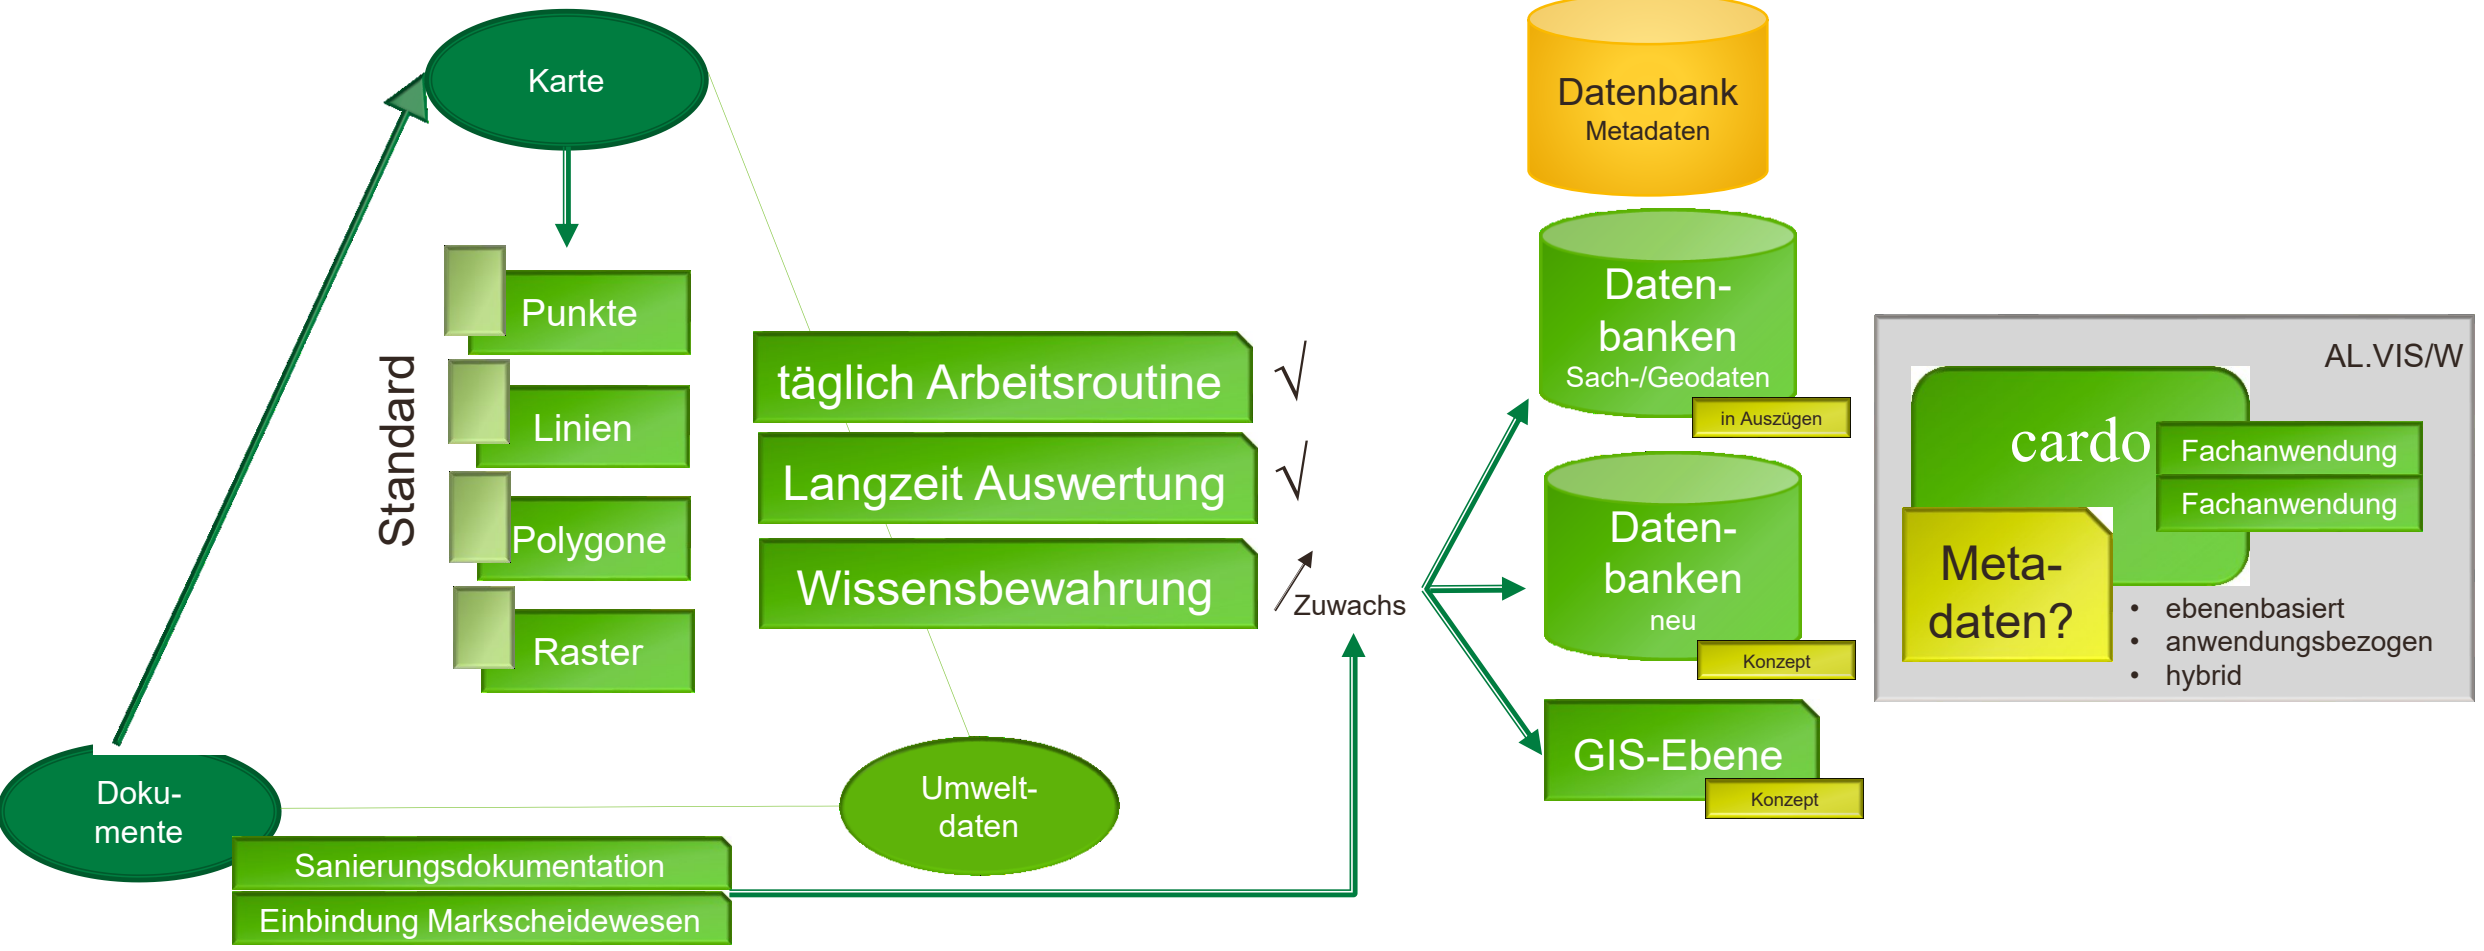 Karte
Standard
Punkte
Linien
Polygone
Raster
täglich Arbeitsroutine √
Langzeit Auswertung √
Wissensbewahrung
Zuwachs
Doku-
mente
Umwelt-
daten
Sanierungsdokumentation
Einbindung Markscheidewesen
Datenbank
Metadaten
Daten-
banken
Sach-/Geodaten
in Auszügen
Daten-
banken
neu
Konzept
GIS-Ebene
Konzept
AL.VIS/W
cardo
Fachanwendung
Fachanwendung
Meta-
daten?
• ebenenbasiert
• anwendungsbezogen
• hybrid